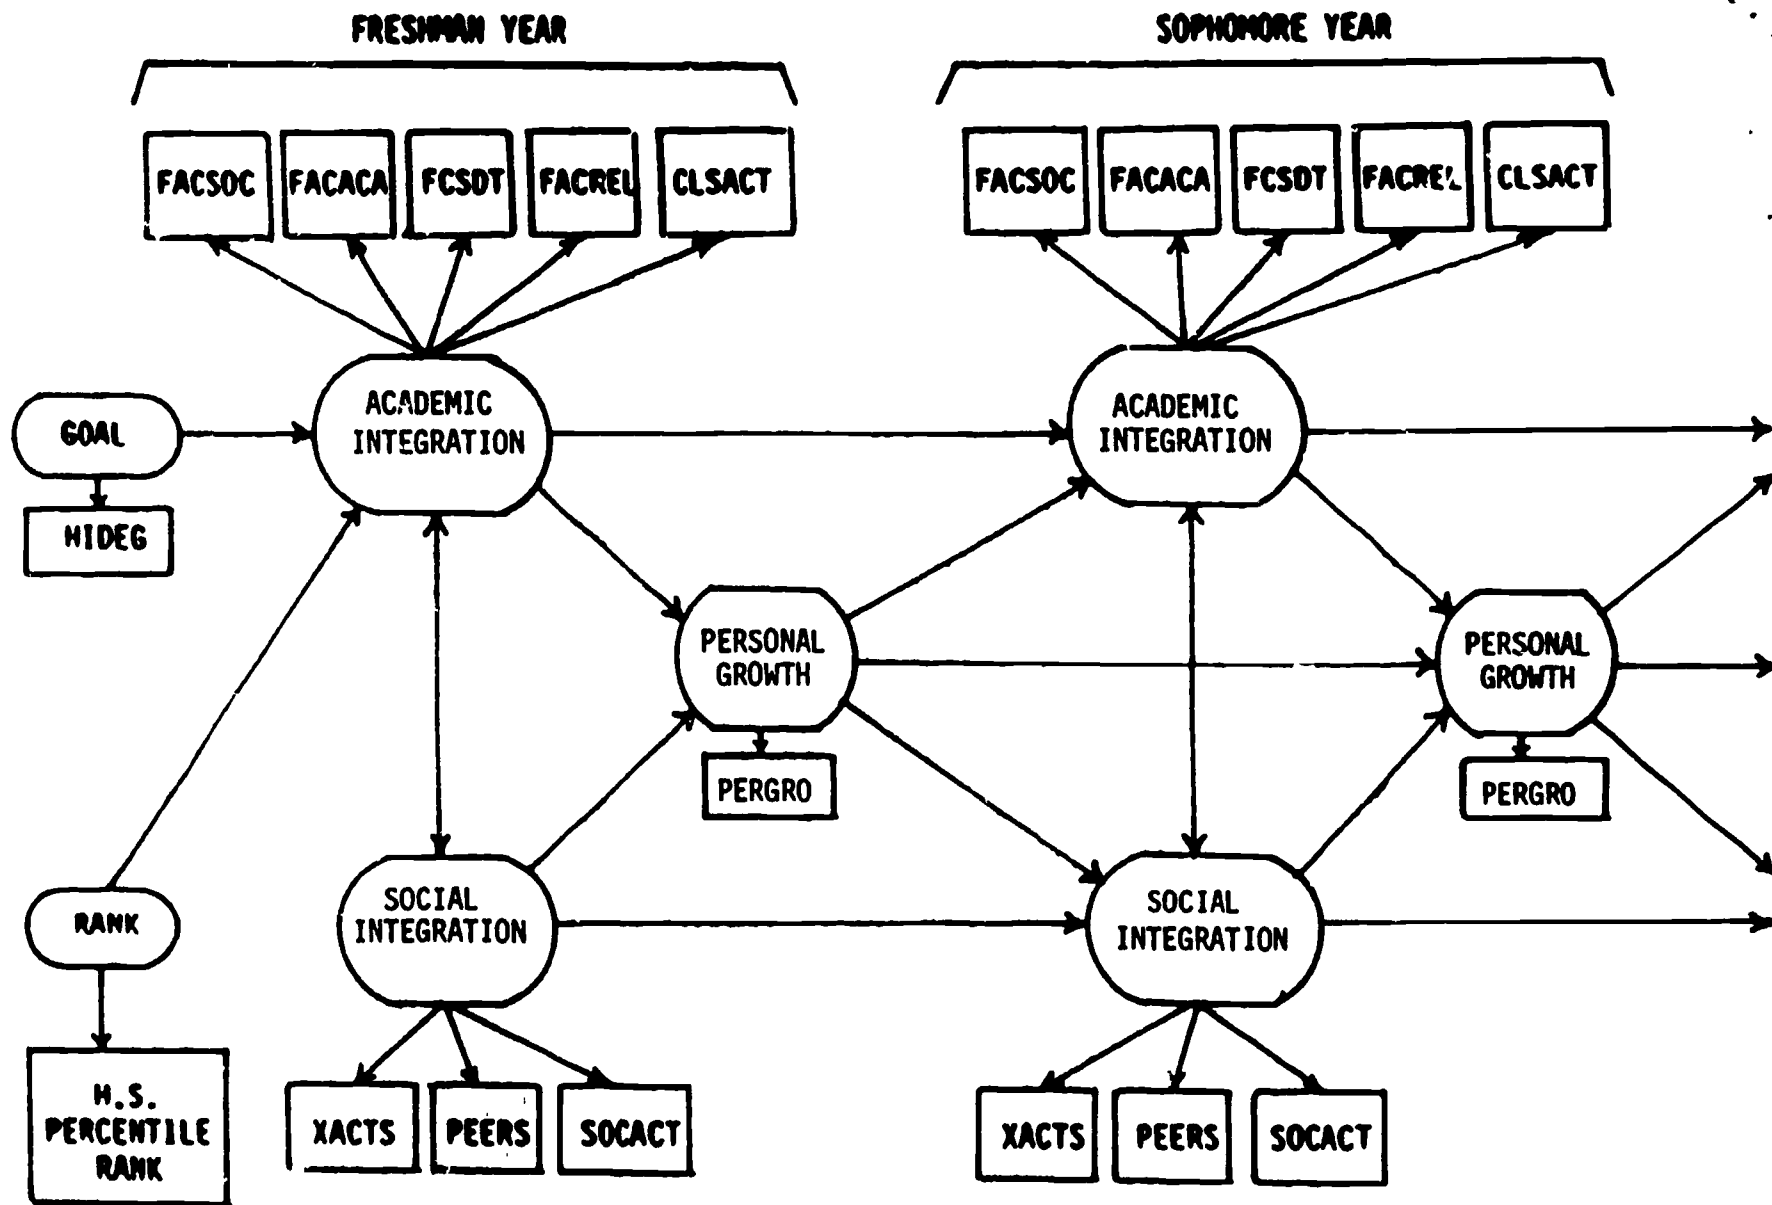 FRESHMAN YEAR
SOPHOMORE YEAR
FACSOC
FACACA
FCSDT
FACREL
CLSACT
FACSOC
FACACA
FCSDT
FACREL
CLSACT
GOAL
HIDEG
ACADEMIC
INTEGRATION
ACADEMIC
INTEGRATION
PERSONAL
GROWTH
PERGRO
PERSONAL
GROWTH
PERGRO
RANK
SOCIAL
INTEGRATION
SOCIAL
INTEGRATION
H.S.
PERCENTILE
RANK
XACTS
PEERS
SOCACT
XACTS
PEERS
SOCACT